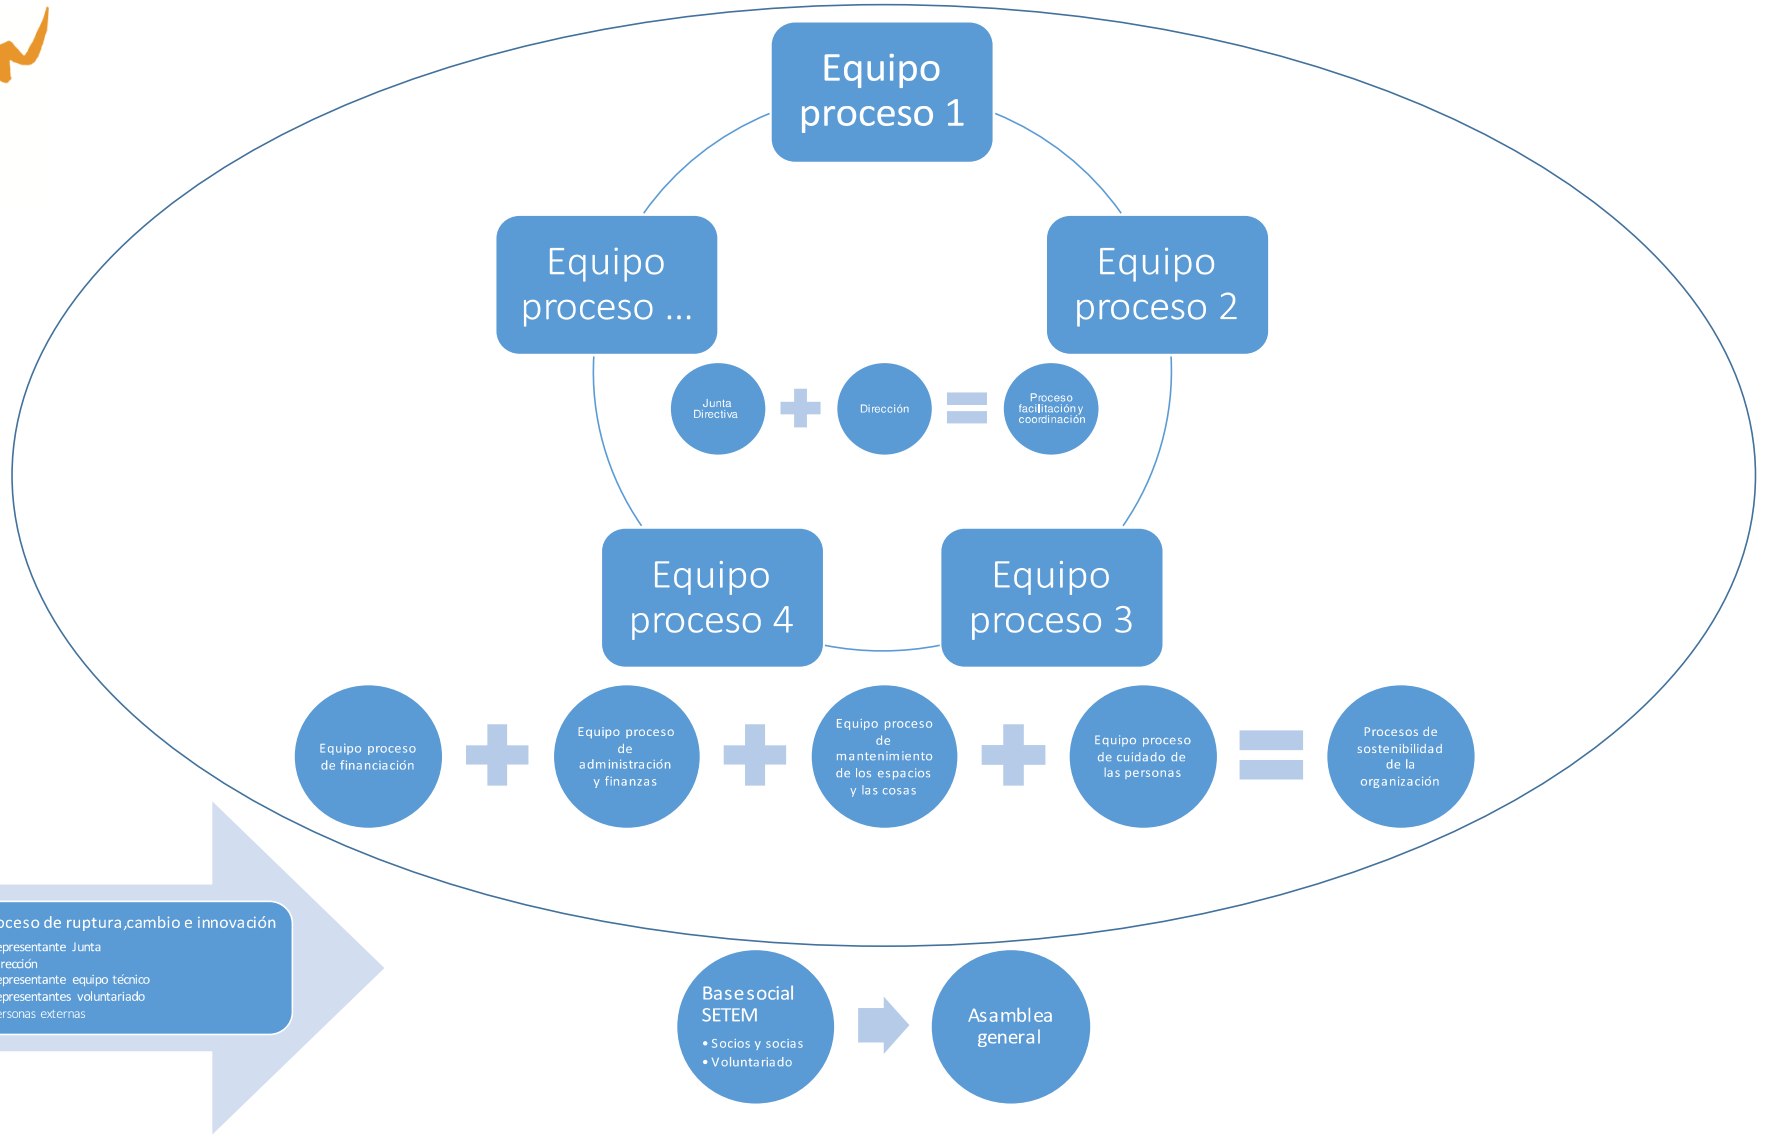 Equipo
proceso 1
Equipo
proceso ...
Equipo
proceso 2
Junta
Directiva
Dirección
Proceso
facilitación y
coordinación
Equipo
proceso 4
Equipo
proceso 3
Equipo proceso
de financiación
Equipo proceso
de
administración
y finanzas
Equipo proceso
de
mantenimiento
de los espacios
y las cosas
Equipo proceso
de cuidado de
las personas
Procesos de
sostenibilidad
de la
organización
oceso de ruptura,cambio e innovación
epresentante Junta
rección
epresentante equipo técnico
epresentantes voluntariado
ersonas externas
Base social
SETEM
• Socios y socias
• Voluntariado
Asamblea
general